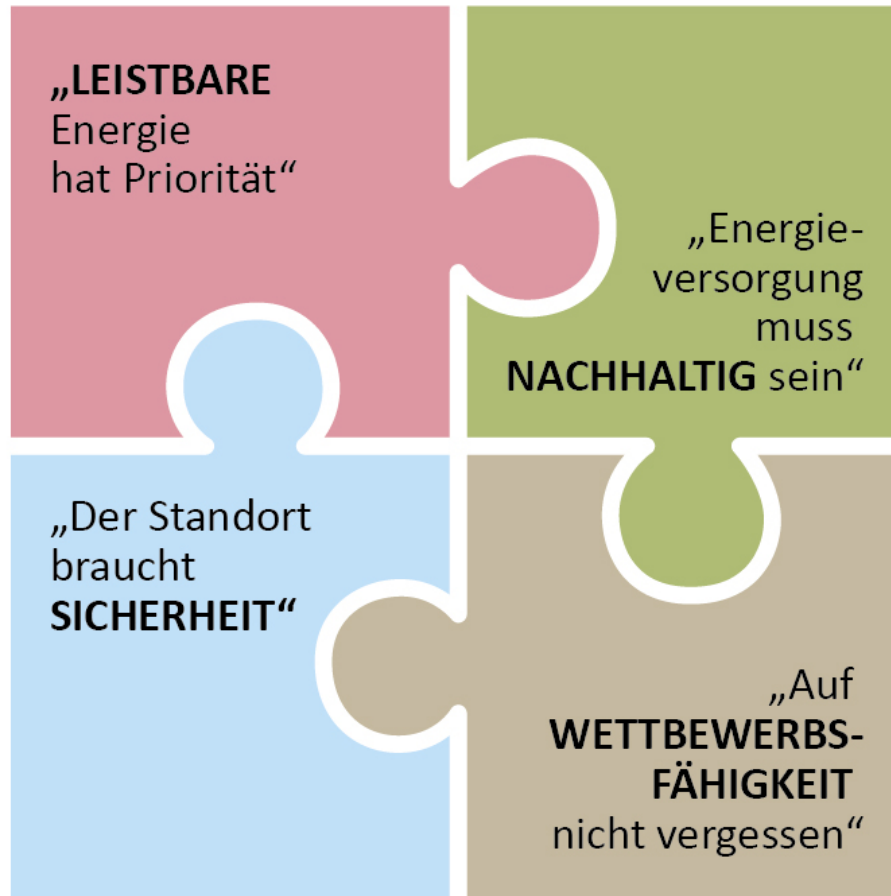 „LEISTBARE
Energie
hat Priorität“
„Energie-
versorgung
muss
NACHHALTIG sein“
„Der Standort
braucht
SICHERHEIT“
„Auf
WETTBEWERBS-
FÄHIGKEIT
nicht vergessen“